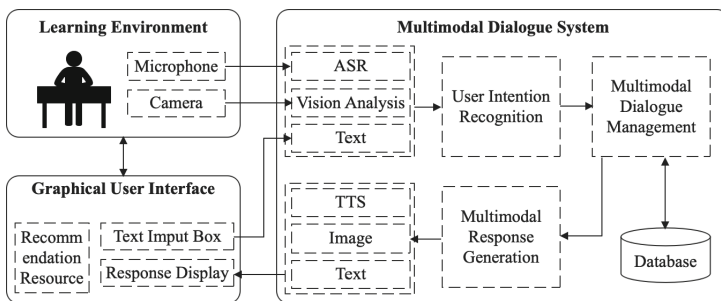 Learning Environment
Microphone
Camera
Graphical User Interface
Recomm
endation
Resource
Text Imput Box
Response Display
Multimodal Dialogue System
ASR
Vision Analysis
Text
User Intention
Recognition
Multimodal
Dialogue
Management
TTS
Image
Text
Multimodal
Response
Generation
Database